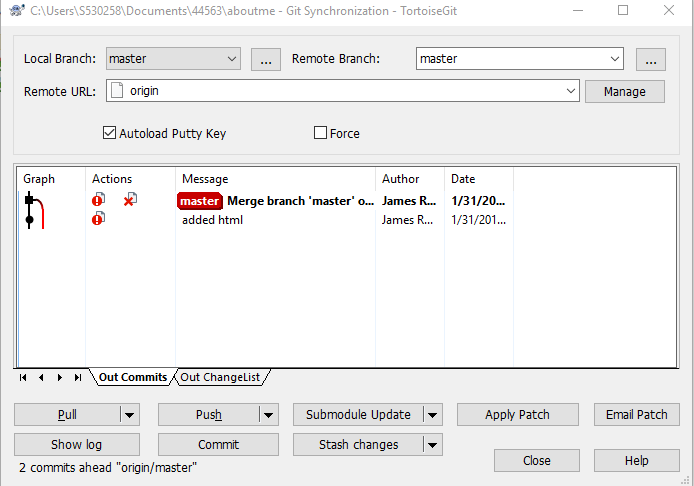 C:\Users\S530258\Documents\44563\aboutme - Git Synchronization - TortoiseGit
Local Branch: master ... Remote Branch: master ...
Remote URL: origin Manage
Autoload Putty Key Force
Graph Actions Message Author Date
master Merge branch 'master' o... James R... 1/31/20...
added html James R... 1/31/201...
Out Commits Out ChangeList
Pull Push Submodule Update Apply Patch Email Patch
Show log Commit Stash changes
2 commits ahead "origin/master"
Close Help